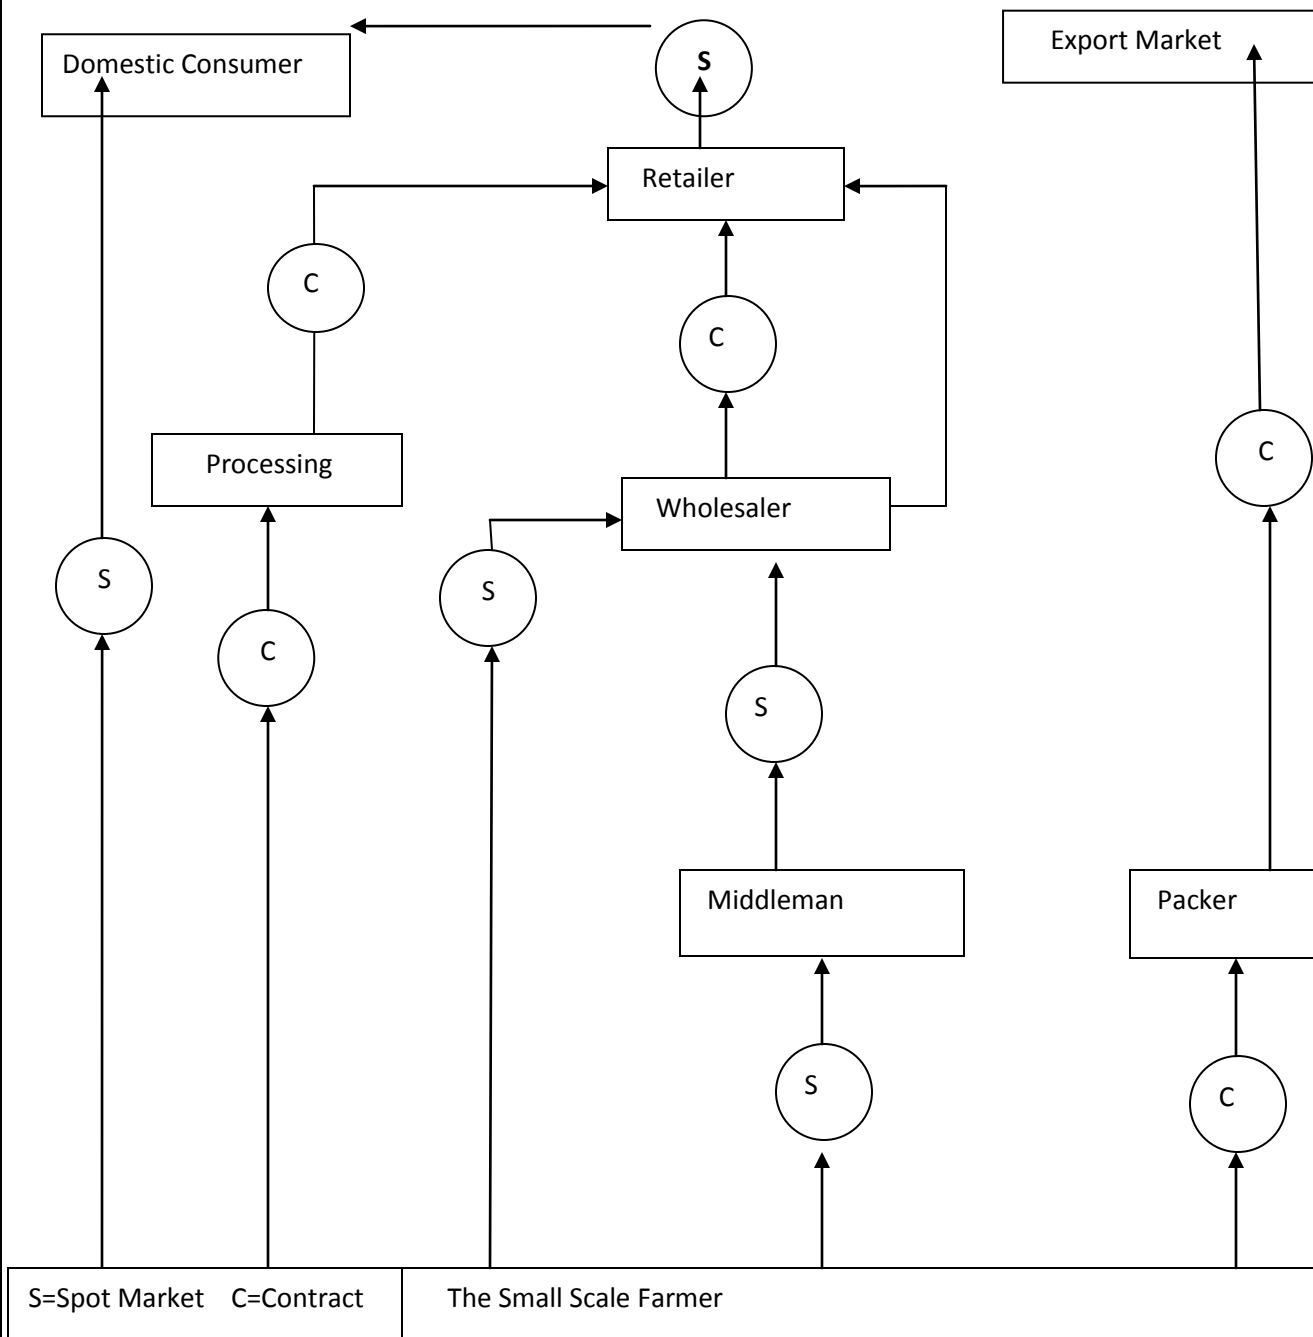 Domestic Consumer
S
Export Market
Retailer
C
C
Processing
C
Wholesaler
S
S
C
S
Middleman
Packer
S
C
S=Spot Market C=Contract
The Small Scale Farmer